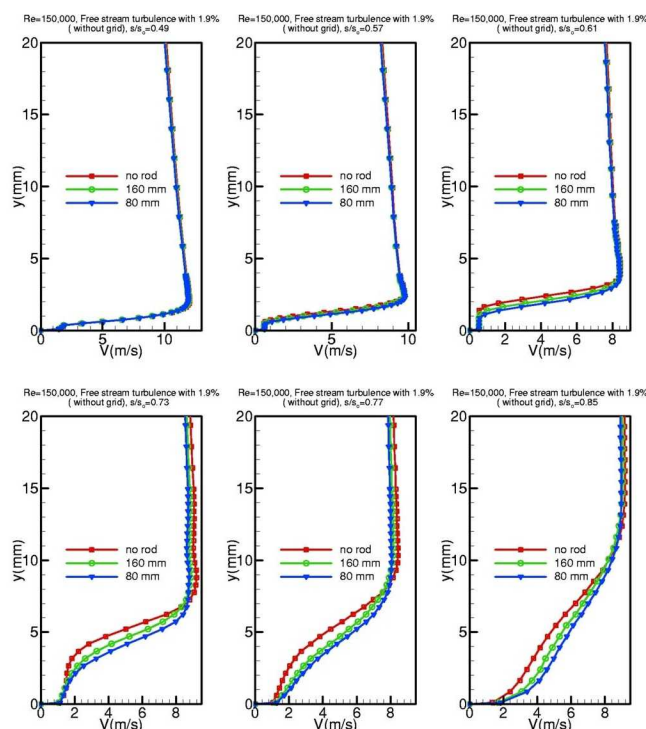 Re=150,000, Free stream turbulence with 1.9%
( without grid), s/s₀=0.49
20
15
10
5
0
y(mm)
no rod
160 mm
80 mm
0 2 4 6 8 10 12
V(m/s)
Re=150,000, Free stream turbulence with 1.9%
( without grid), s/s₀=0.57
20
15
10
5
0
y(mm)
no rod
160 mm
80 mm
0 5 10
V(m/s)
Re=150,000, Free stream turbulence with 1.9%
( without grid), s/s₀=0.61
20
15
10
5
0
y(mm)
no rod
160 mm
80 mm
0 2 4 6 8
V(m/s)
Re=150,000, Free stream turbulence with 1.9%
( without grid), s/s₀=0.73
20
15
10
5
0
y(mm)
no rod
160 mm
80 mm
0 2 4 6 8
V(m/s)
Re=150,000, Free stream turbulence with 1.9%
( without grid), s/s₀=0.77
20
15
10
5
0
y(mm)
no rod
160 mm
80 mm
0 2 4 6 8
V(m/s)
Re=150,000, Free stream turbulence with 1.9%
( without grid), s/s₀=0.85
20
15
10
5
0
y(mm)
no rod
160 mm
80 mm
0 2 4 6 8
V(m/s)